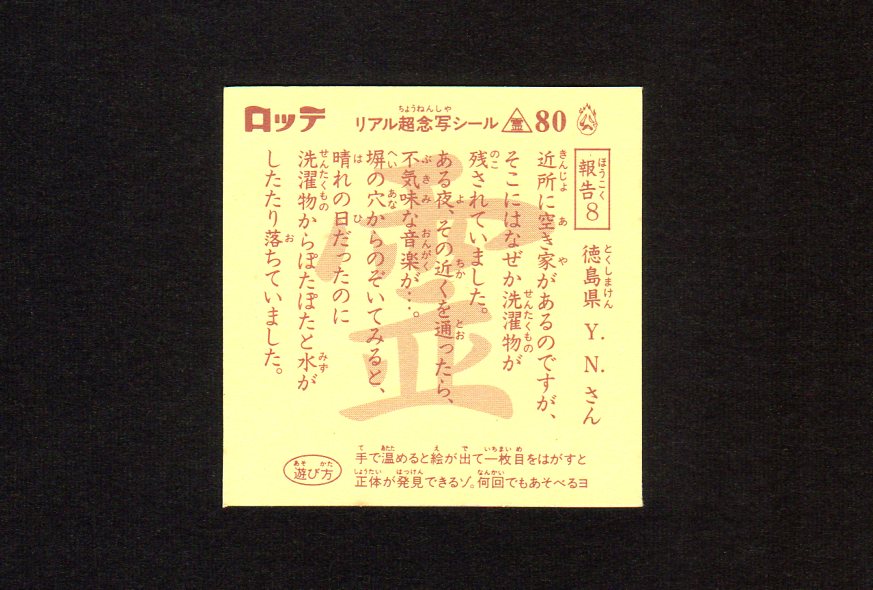 ロッテ
リアル超念写シール 霊 80
報告8
徳島県 Y.N.さん
近所に空き家があるのですが、
そこにはなぜか洗濯物が
残されていました。
ある夜、その近くを通ったら、
不気味な音楽が…。
塀の穴からのぞいてみると、
晴れの日だったのに
洗濯物からぽたぽたと水が
したたり落ちていました。
霊
遊び方
手で温めると絵が出て一枚目をはがすと
正体が発見できるゾ。何回でもあそべるヨ